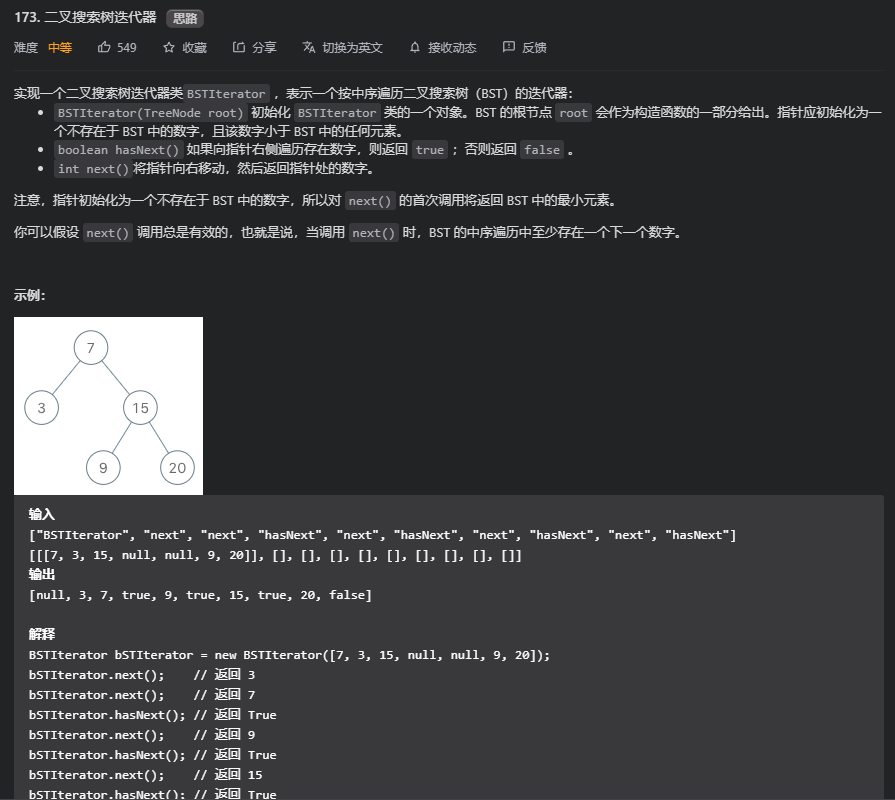 173. 二叉搜索树迭代器 思路
难度 中等 549 收藏 分享 切换为英文 接收动态 反馈
实现一个二叉搜索树迭代器类BSTIterator ，表示一个按中序遍历二叉搜索树（BST）的迭代器：
BSTIterator(TreeNode root) 初始化 BSTIterator 类的一个对象。BST 的根节点 root 会作为构造函数的一部分给出。指针应初始化为一
个不存在于 BST 中的数字，且该数字小于 BST 中的任何元素。
boolean hasNext() 如果向指针右侧遍历存在数字，则返回 true ；否则返回 false 。
int next()将指针向右移动，然后返回指针处的数字。
注意，指针初始化为一个不存在于 BST 中的数字，所以对 next() 的首次调用将返回 BST 中的最小元素。
你可以假设 next() 调用总是有效的，也就是说，当调用 next() 时，BST 的中序遍历中至少存在一个下一个数字。
示例：
7
3 15
9 20
输入
["BSTIterator", "next", "next", "hasNext", "next", "hasNext", "next", "hasNext", "next", "hasNext"]
[[[7, 3, 15, null, null, 9, 20]], [], [], [], [], [], [], [], [], []]
输出
[null, 3, 7, true, 9, true, 15, true, 20, false]
解释
BSTIterator bSTIterator = new BSTIterator([7, 3, 15, null, null, 9, 20]);
bSTIterator.next();    // 返回 3
bSTIterator.next();    // 返回 7
bSTIterator.hasNext(); // 返回 True
bSTIterator.next();    // 返回 9
bSTIterator.hasNext(); // 返回 True
bSTIterator.next();    // 返回 15
bSTIterator.hasNext(); // 返回 True